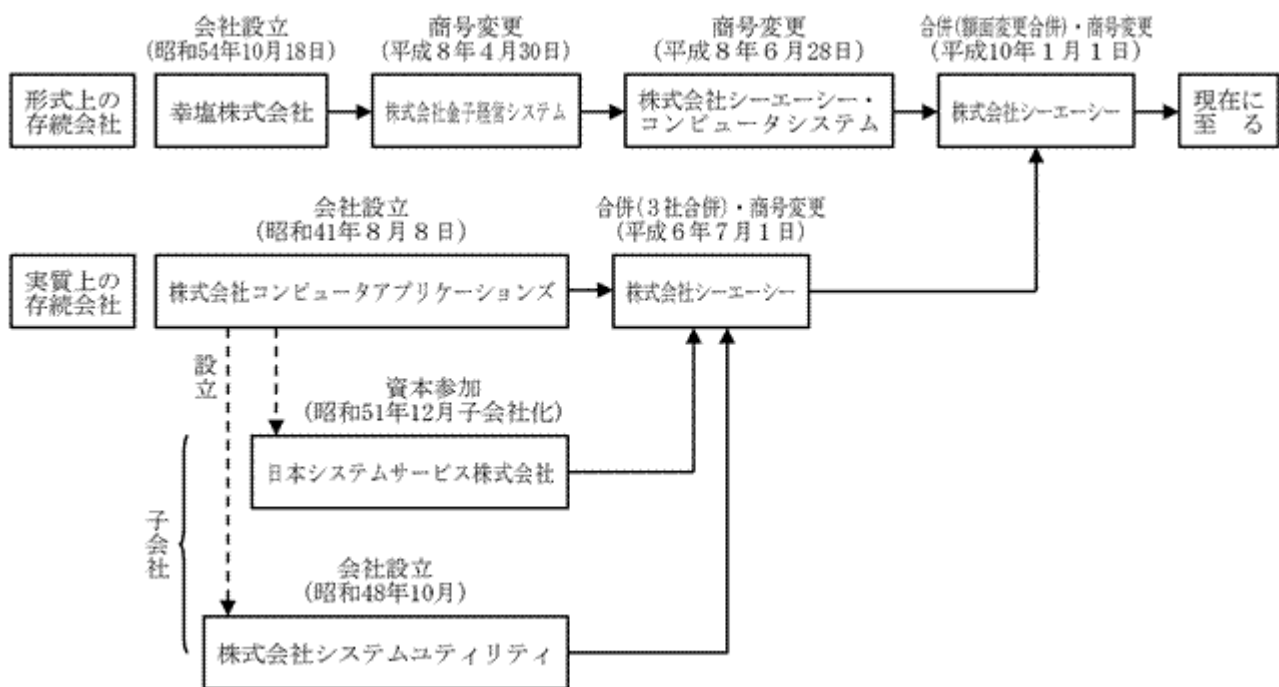 会社設立
(昭和54年10月18日)
商号変更
(平成８年４月30日)
商号変更
(平成８年６月28日)
合併(額面変更合併)・商号変更
(平成10年１月１日)
形式上の
存続会社
幸塩株式会社
株式会社金子経営システム
株式会社シーエーシー・
コンピュータシステム
株式会社シーエーシー
現在に
至る
会社設立
(昭和41年８月８日)
合併(３社合併)・商号変更
(平成６年７月１日)
実質上の
存続会社
株式会社コンピュータアプリケーションズ
株式会社シーエーシー
設立
資本参加
(昭和51年12月子会社化)
日本システムサービス株式会社
子会社
会社設立
(昭和48年10月)
株式会社システムユティリティ